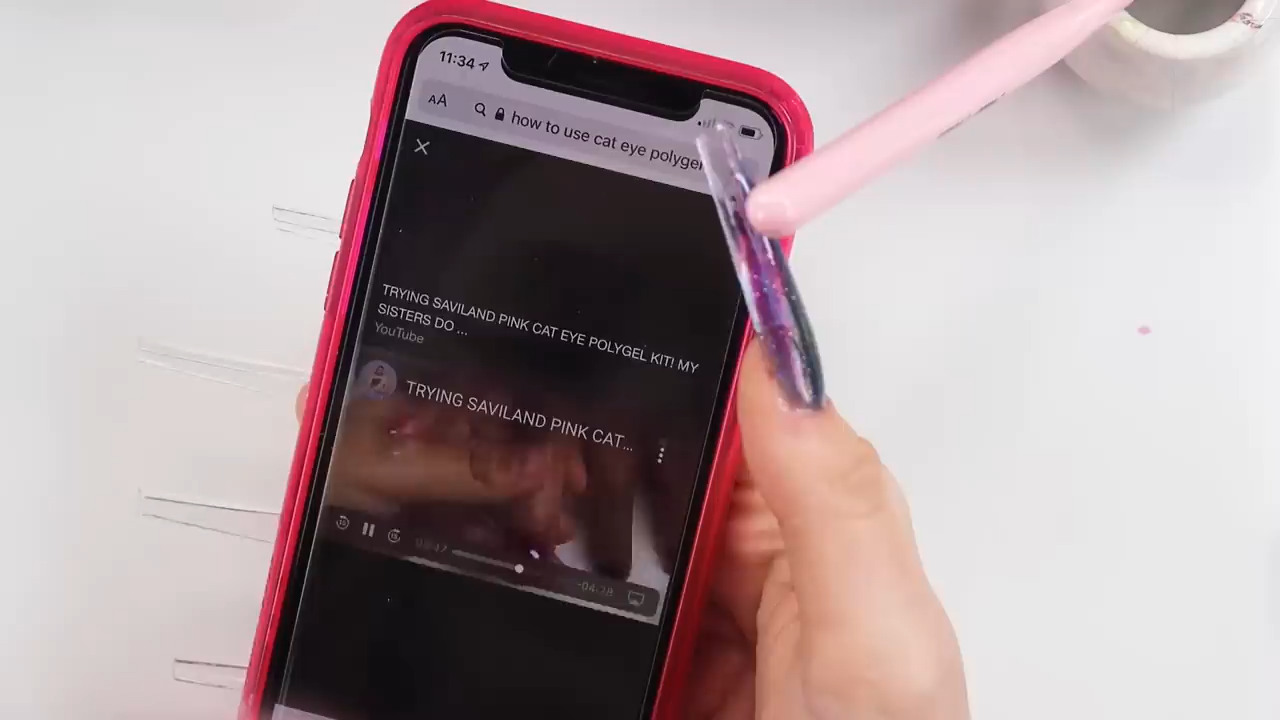 11:34
AA how to use cat eye polygel
TRYING SAVILAND PINK CAT EYE POLYGEL KIT! MY
SISTERS DO ...
YouTube
TRYING SAVILAND PINK CAT...
-04:28